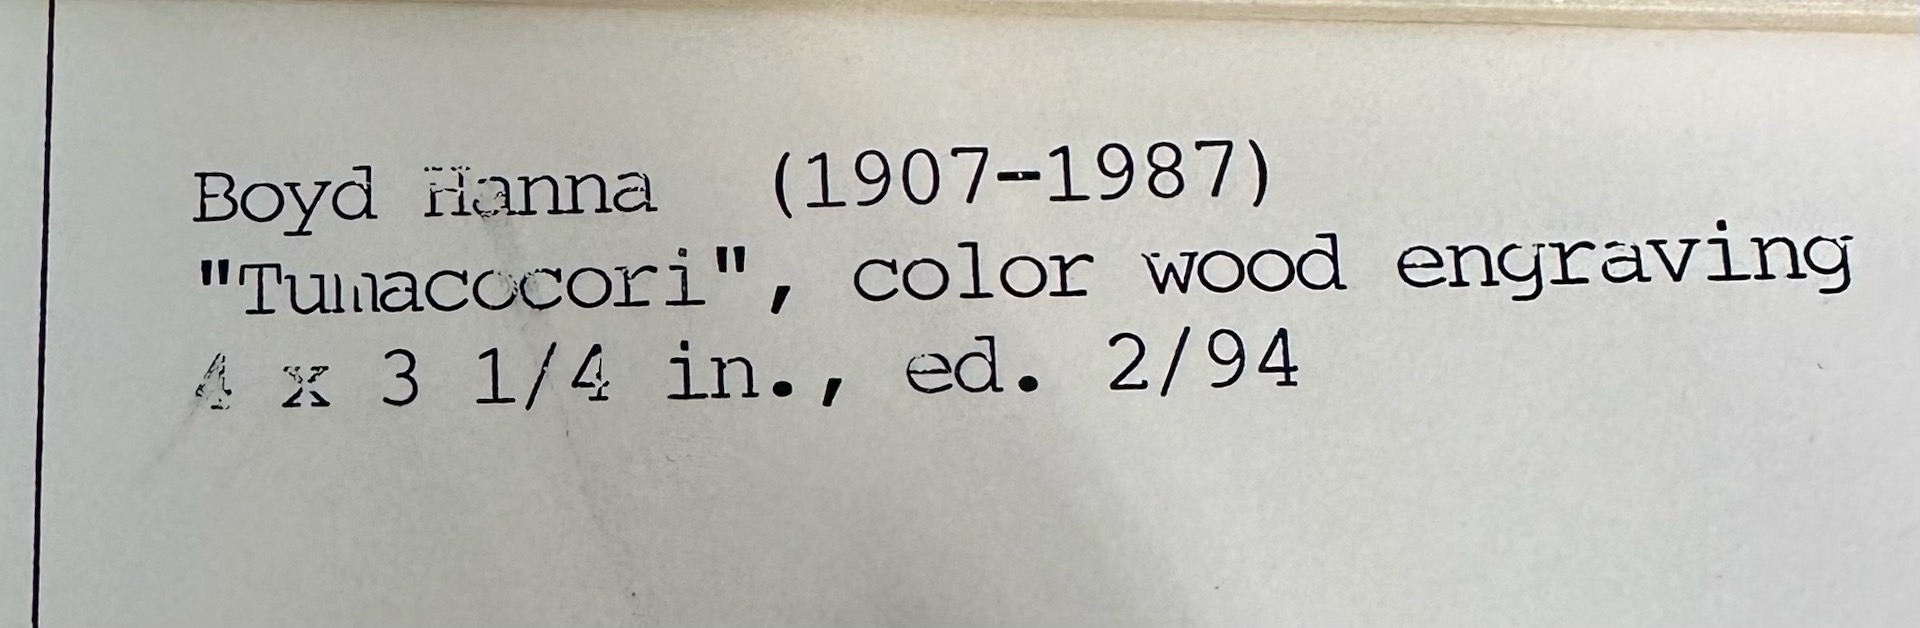 Boyd Hanna (1907-1987)
"Tumacocori", color wood engraving
4 x 3 1/4 in., ed. 2/94